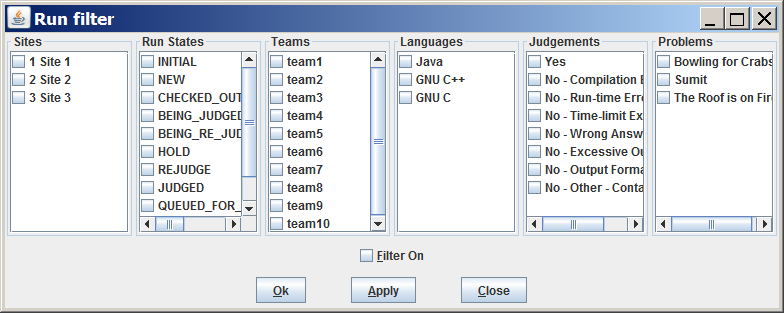 Run filter
Sites
1 Site 1
2 Site 2
3 Site 3
Run States
INITIAL
NEW
CHECKED_OUT
BEING_JUDGED
BEING_RE_JUD
HOLD
REJUDGE
JUDGED
QUEUED_FOR_
Teams
team1
team2
team3
team4
team5
team6
team7
team8
team9
team10
Languages
Java
GNU C++
GNU C
Judgements
Yes
No - Compilation
No - Run-time Erro
No - Time-limit Ex
No - Wrong Answ
No - Excessive Ou
No - Output Forma
No - Other - Conta
Problems
Bowling for Crabs
Sumit
The Roof is on Fire
Filter On
Ok
Apply
Close